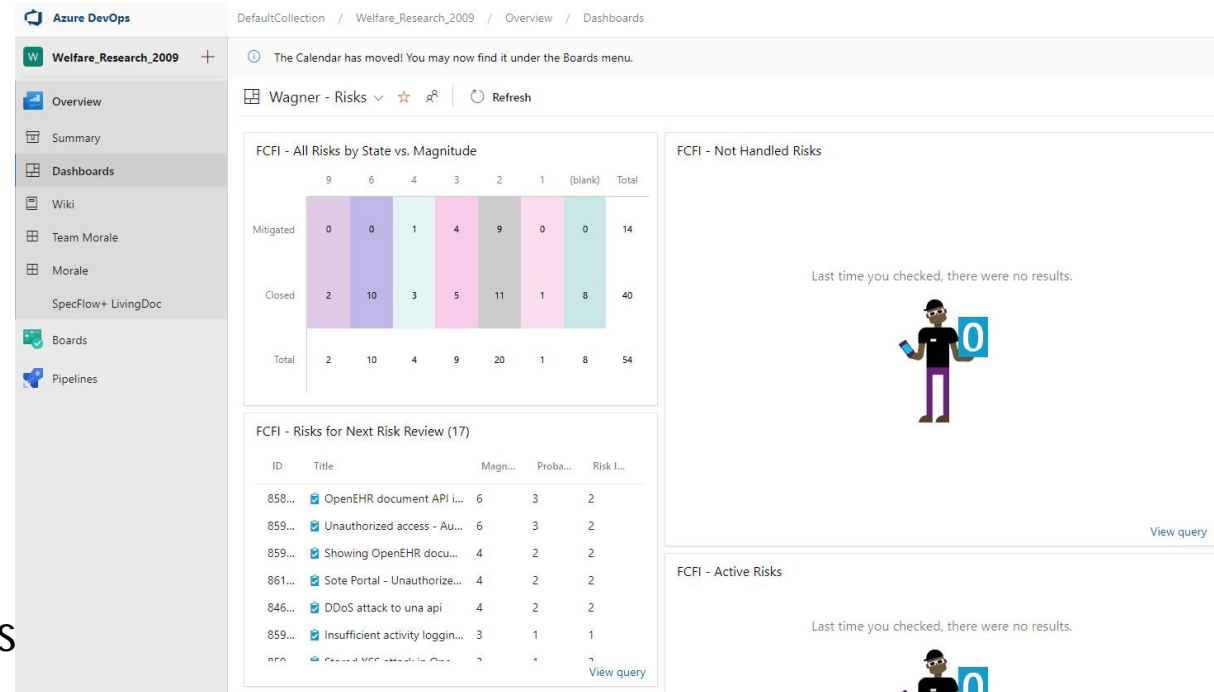 Azure DevOps
DefaultCollection / Welfare_Research_2009 / Overview / Dashboards
W Welfare_Research_2009 +
The Calendar has moved! You may now find it under the Boards menu.
Overview
Summary
Dashboards
Wiki
Team Morale
Morale
SpecFlow+ LivingDoc
Boards
Pipelines
Wagner - Risks
Refresh
FCFI - All Risks by State vs. Magnitude
9 6 4 3 2 1 (blank) Total
Mitigated 0 0 1 4 9 0 0 14
Closed 2 10 3 5 11 1 8 40
Total 2 10 4 9 20 1 8 54
FCFI - Not Handled Risks
Last time you checked, there were no results.
0
View query
FCFI - Risks for Next Risk Review (17)
ID Title Magn... Proba... Risk I...
858... OpenEHR document API i... 6 3 2
859... Unauthorized access - Au... 6 3 2
859... Showing OpenEHR docu... 4 2 2
861... Sote Portal - Unauthorize... 4 2 2
846... DDoS attack to una api 4 2 2
859... Insufficient activity loggin... 3 1 1
Stored XSS attack in Ope...
View query
FCFI - Active Risks
Last time you checked, there were no results.
0
s